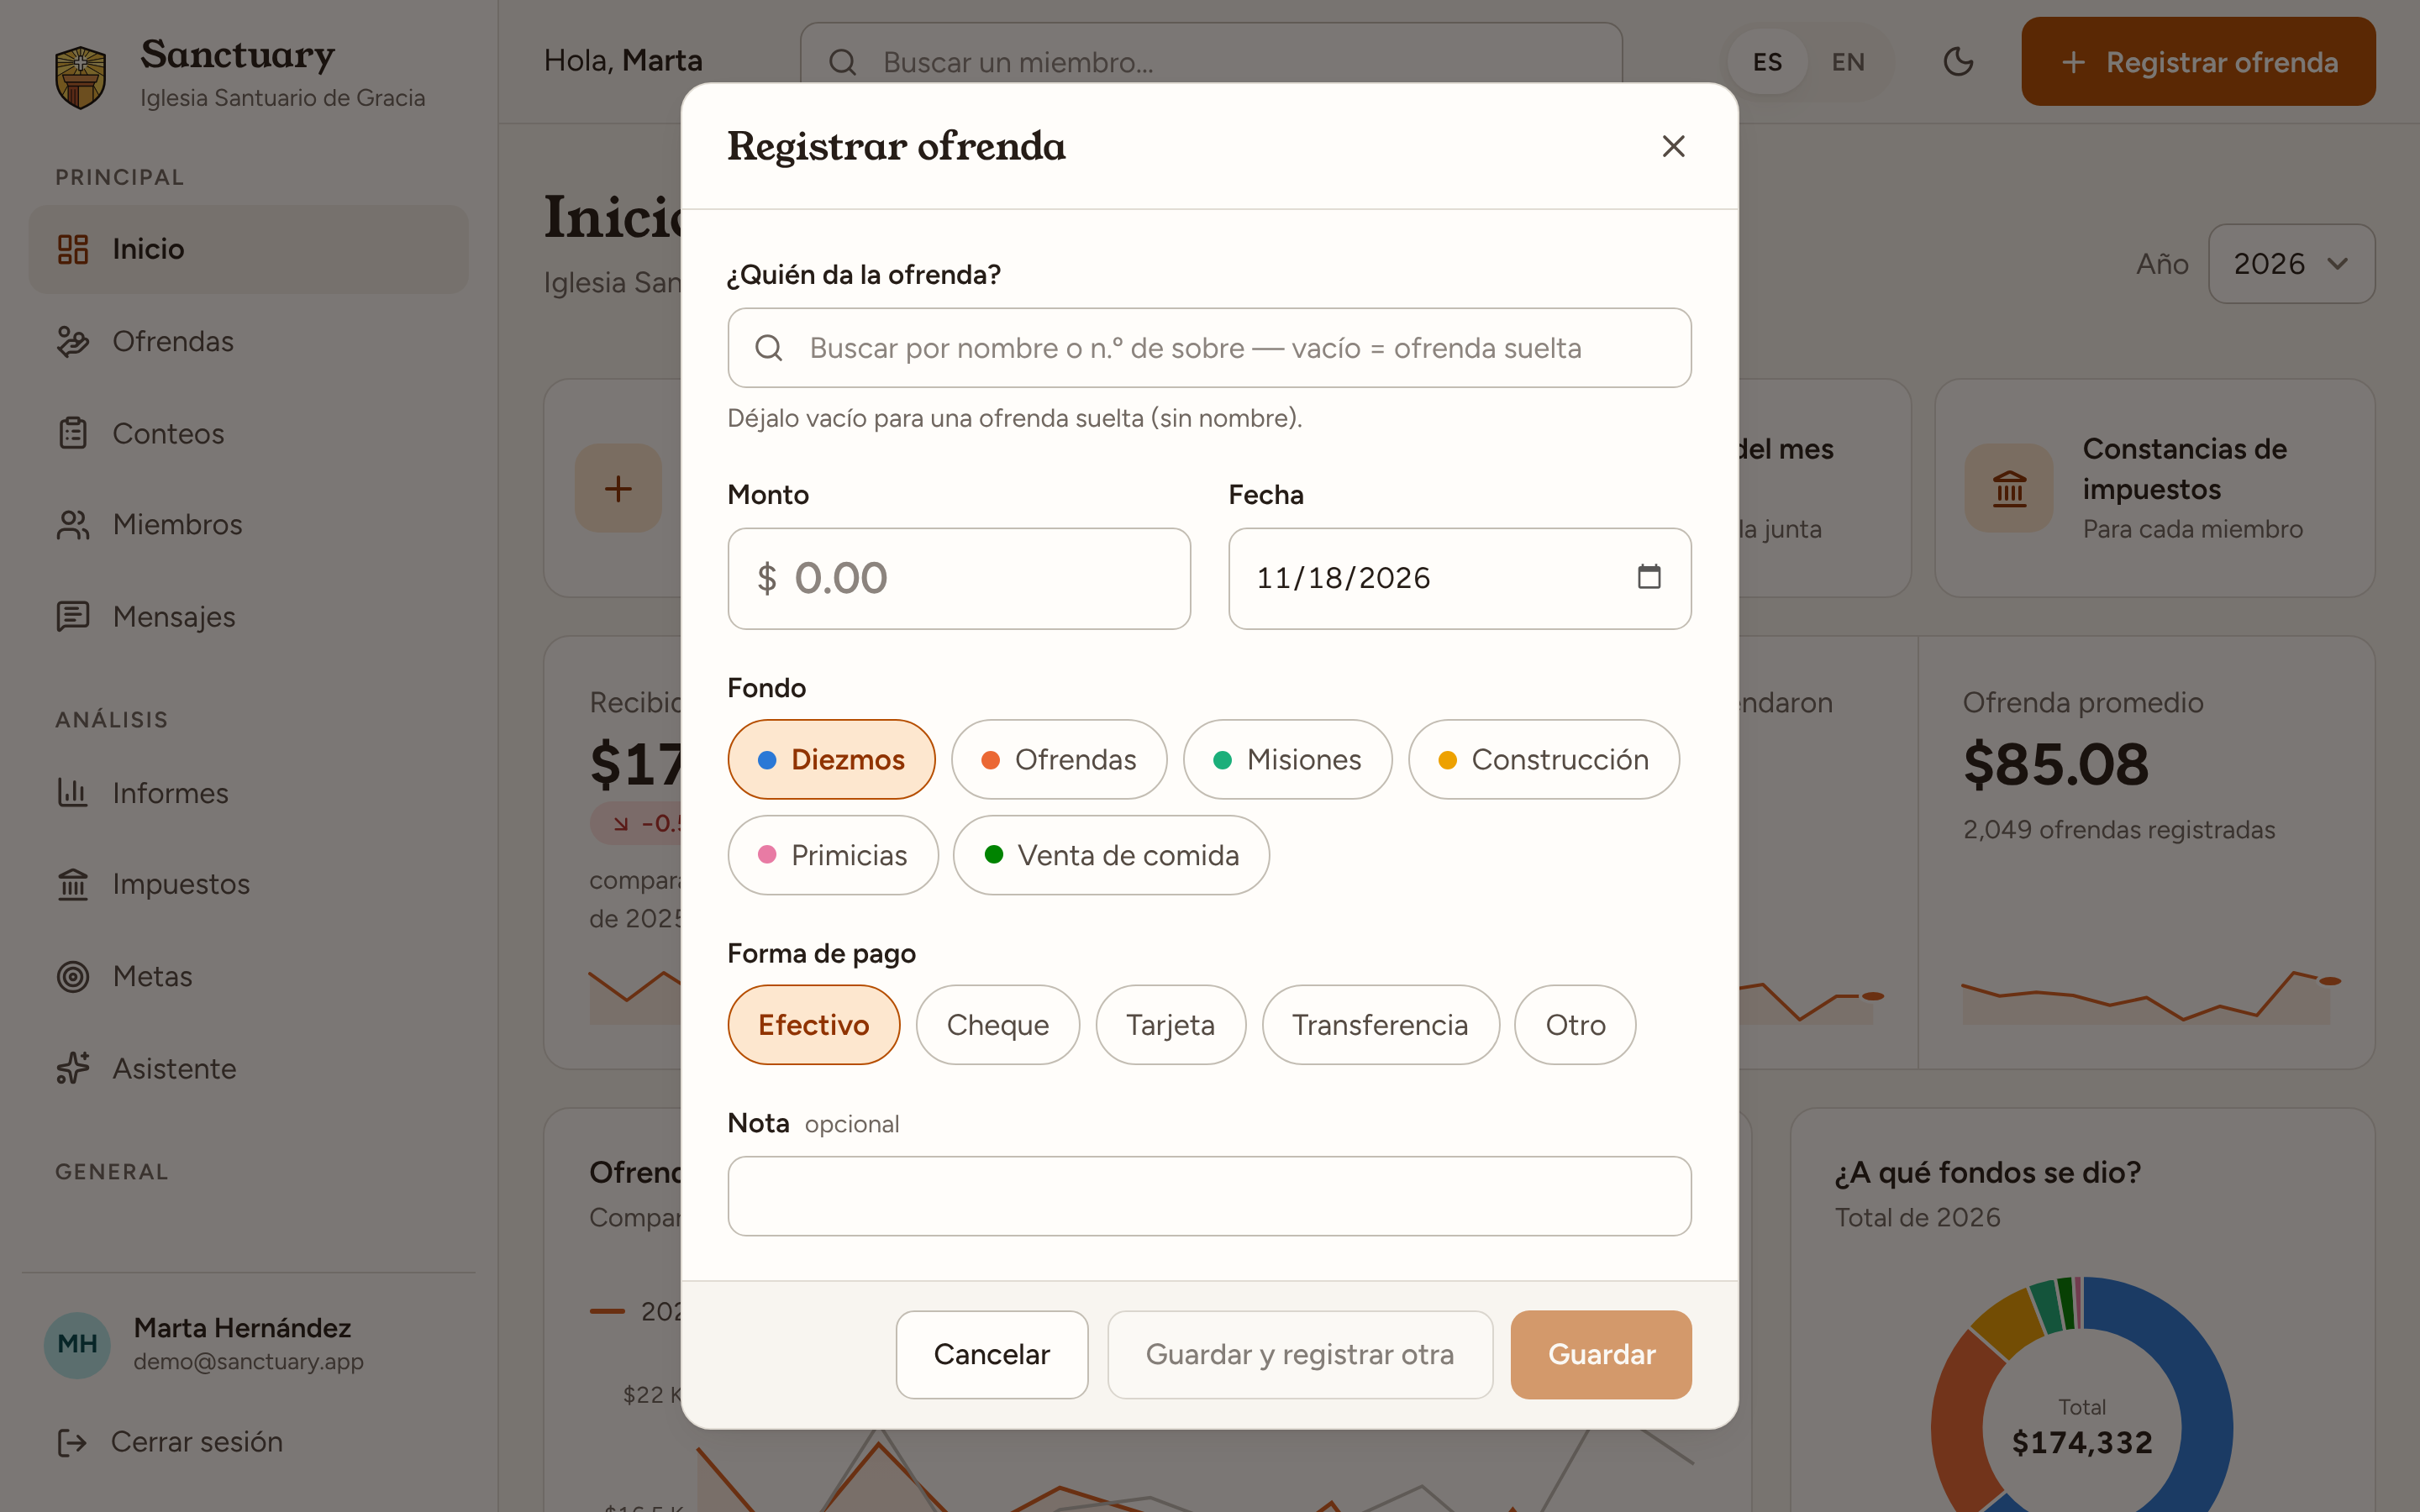 Sanctuary
Iglesia Santuario de Gracia
PRINCIPAL
Inicio
Ofrendas
Conteos
Miembros
Mensajes
ANÁLISIS
Informes
Impuestos
Metas
Asistente
GENERAL
MH
Marta Hernández
demo@sanctuary.app
Cerrar sesión
Hola, Marta
Buscar un miembro...
ES EN
+ Registrar ofrenda
Año 2026
del mes
la junta
Constancias de
impuestos
Para cada miembro
Ofrenda promedio
$85.08
2,049 ofrendas registradas
¿A qué fondos se dio?
Total de 2026
Total
$174,332
Registrar ofrenda
¿Quién da la ofrenda?
Buscar por nombre o n.º de sobre — vacío = ofrenda suelta
Déjalo vacío para una ofrenda suelta (sin nombre).
Monto
$ 0.00
Fecha
11/18/2026
Fondo
Diezmos
Ofrendas
Misiones
Construcción
Primicias
Venta de comida
Forma de pago
Efectivo
Cheque
Tarjeta
Transferencia
Otro
Nota opcional
Cancelar
Guardar y registrar otra
Guardar